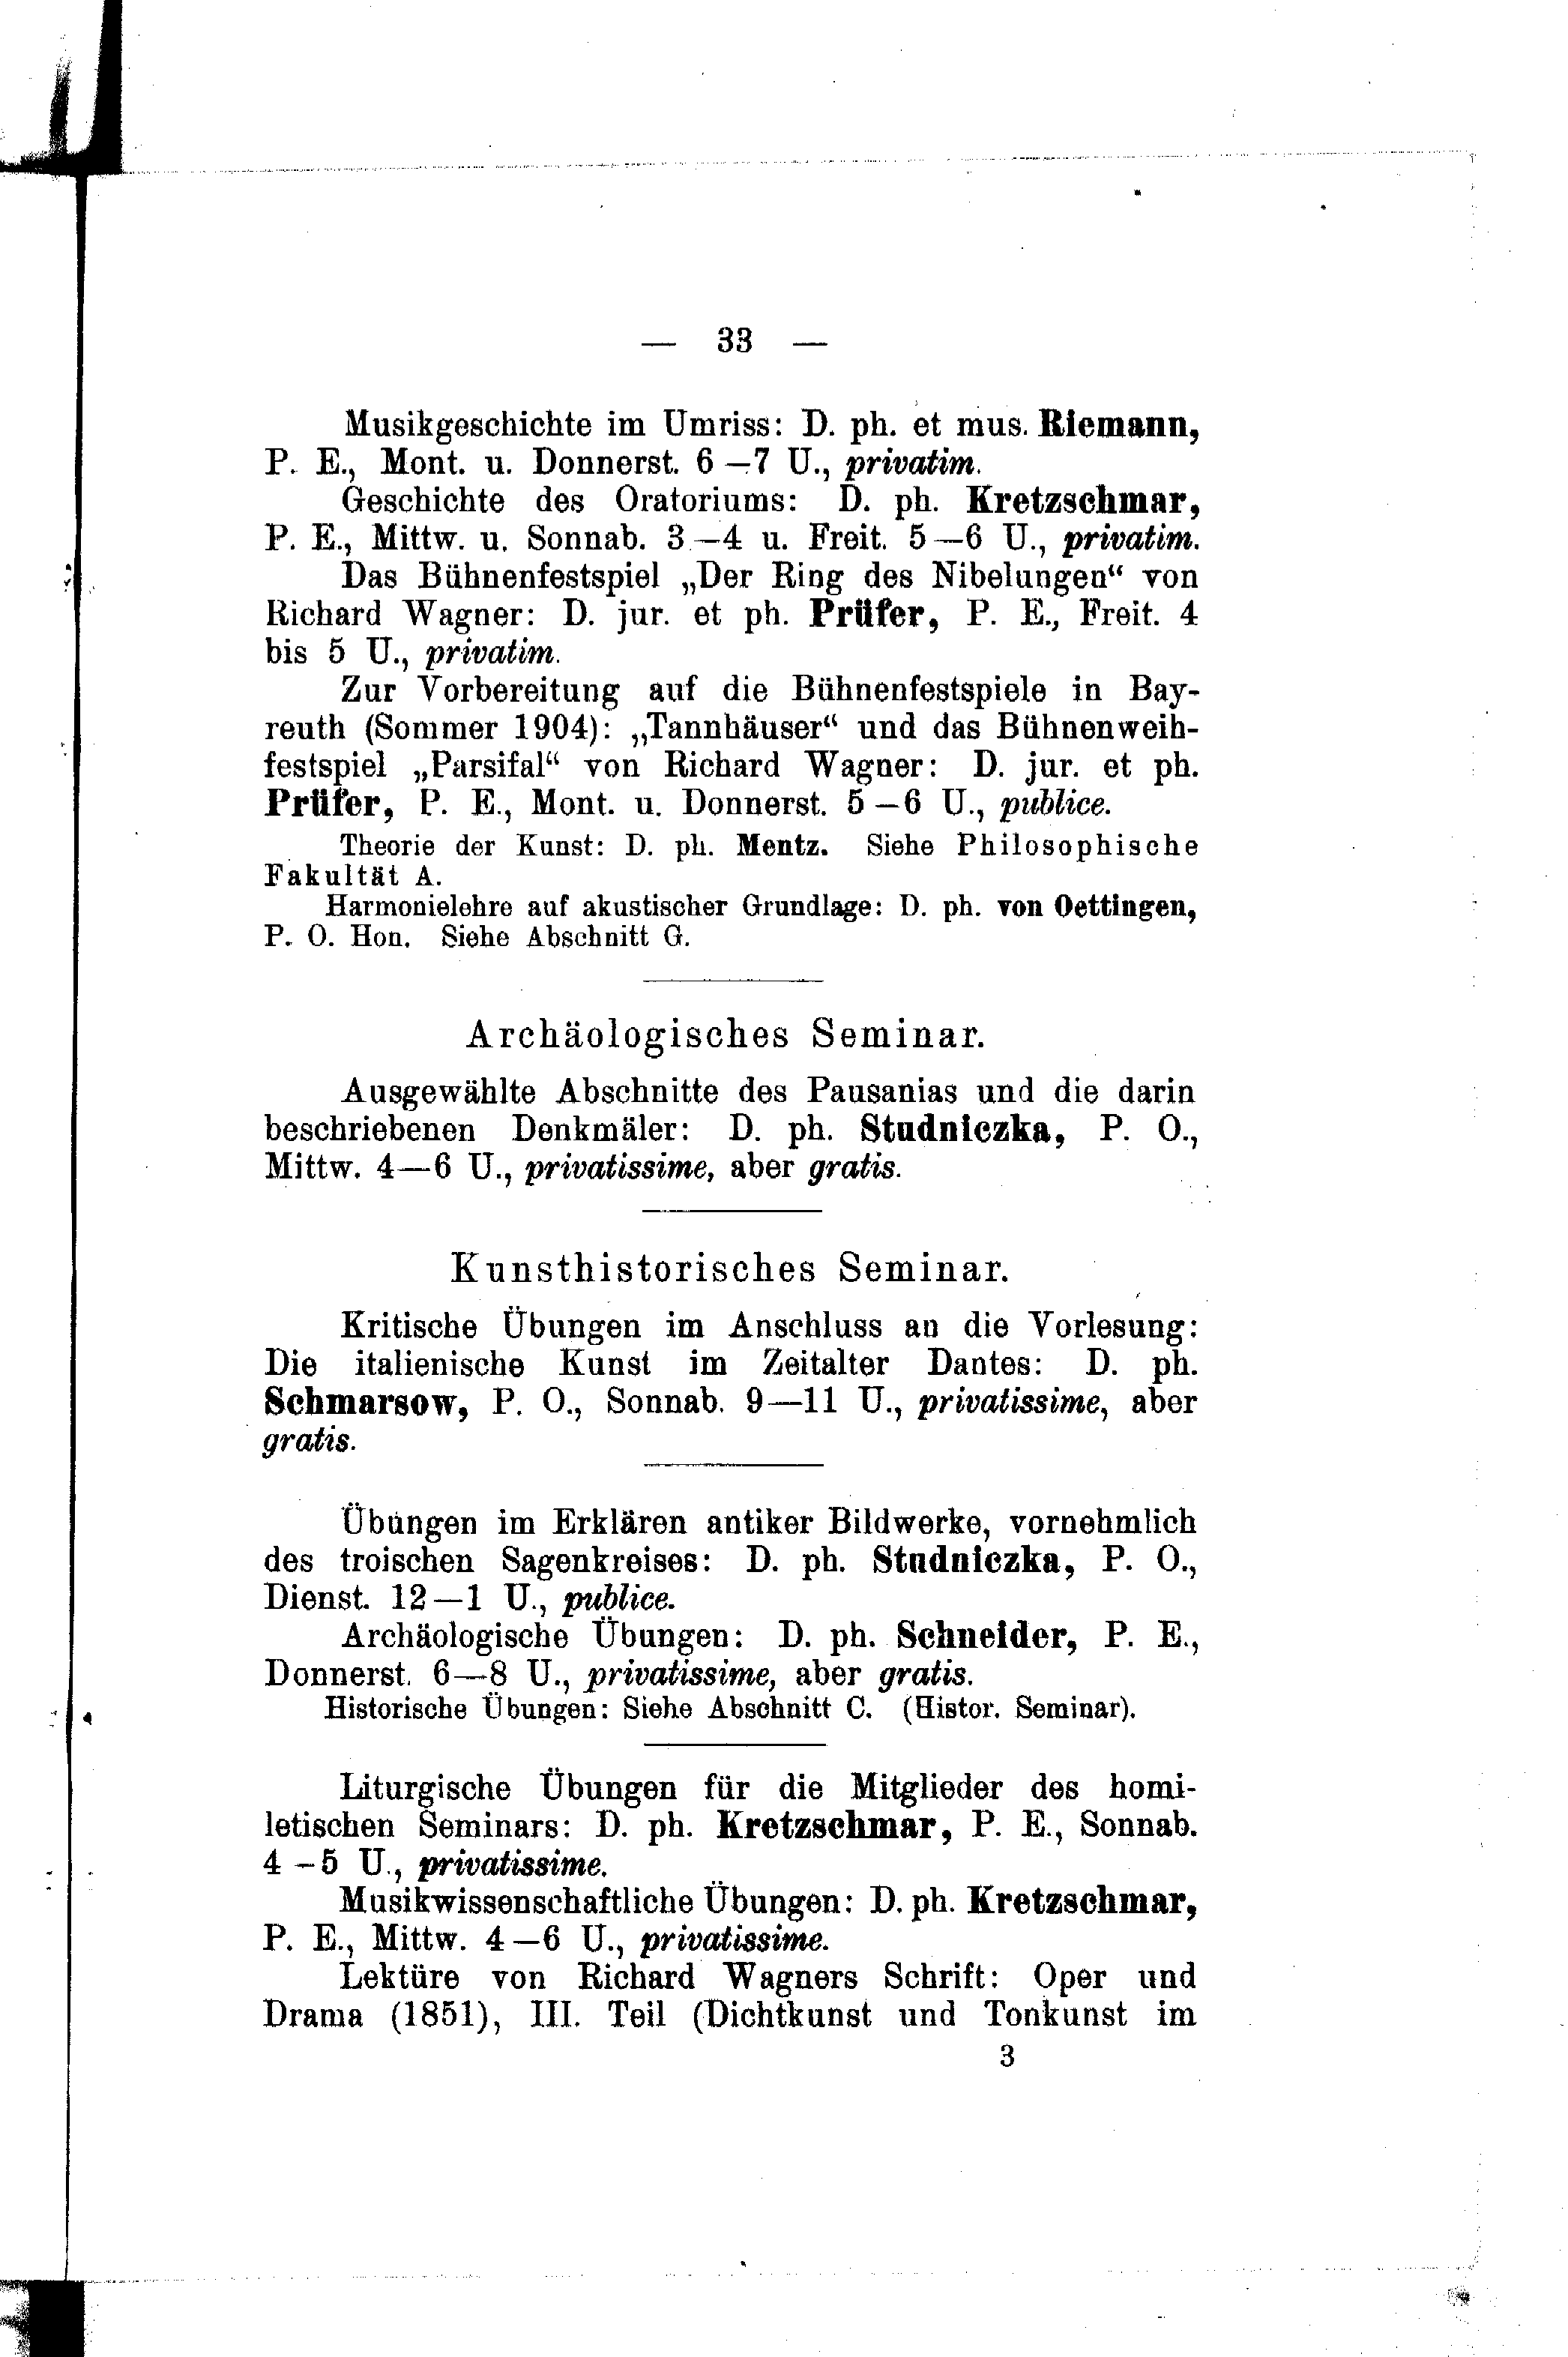 — 33 —
Musikgeschichte im Umriss: D. ph. et mus. Riemann,
P. E., Mont. u. Donnerst. 6—7 U., privatim.
Geschichte des Oratoriums: D. ph. Kretzschmar,
P. E., Mittw. u. Sonnab. 3—4 u. Freit. 5—6 U., privatim.
Das Bühnenfestspiel „Der Ring des Nibelungen“ von
Richard Wagner: D. jur. et ph. Prüfer, P. E., Freit. 4
bis 5 U., privatim.
Zur Vorbereitung auf die Bühnenfestspiele in Bay-
reuth (Sommer 1904): „Tannhäuser“ und das Bühnenweih-
festspiel „Parsifal“ von Richard Wagner: D. jur. et ph.
Prüfer, P. E., Mont. u. Donnerst. 5—6 U., publice.
Theorie der Kunst: D. ph. Mentz. Siehe Philosophische
Fakultät A.
Harmonielehre auf akustischer Grundlage: D. ph. von Oettingen,
P. O. Hon. Siehe Abschnitt G.
Archäologisches Seminar.
Ausgewählte Abschnitte des Pausanias und die darin
beschriebenen Denkmäler: D. ph. Studniczka, P. O.,
Mittw. 4—6 U., privatissime, aber gratis.
Kunsthistorisches Seminar.
Kritische Übungen im Anschluss an die Vorlesung:
Die italienische Kunst im Zeitalter Dantes: D. ph.
Schmarsow, P. O., Sonnab. 9—11 U., privatissime, aber
gratis.
Übungen im Erklären antiker Bildwerke, vornehmlich
des troischen Sagenkreises: D. ph. Studniczka, P. O.,
Dienst. 12—1 U., publice.
Archäologische Übungen: D. ph. Schneider, P. E.,
Donnerst. 6—8 U., privatissime, aber gratis.
Historische Übungen: Siehe Abschnitt C. (Histor. Seminar).
Liturgische Übungen für die Mitglieder des homi-
letischen Seminars: D. ph. Kretzschmar, P. E., Sonnab.
4—5 U., privatissime.
Musikwissenschaftliche Übungen: D. ph. Kretzschmar,
P. E., Mittw. 4—6 U., privatissime.
Lektüre von Richard Wagners Schrift: Oper und
Drama (1851), III. Teil (Dichtkunst und Tonkunst im
3